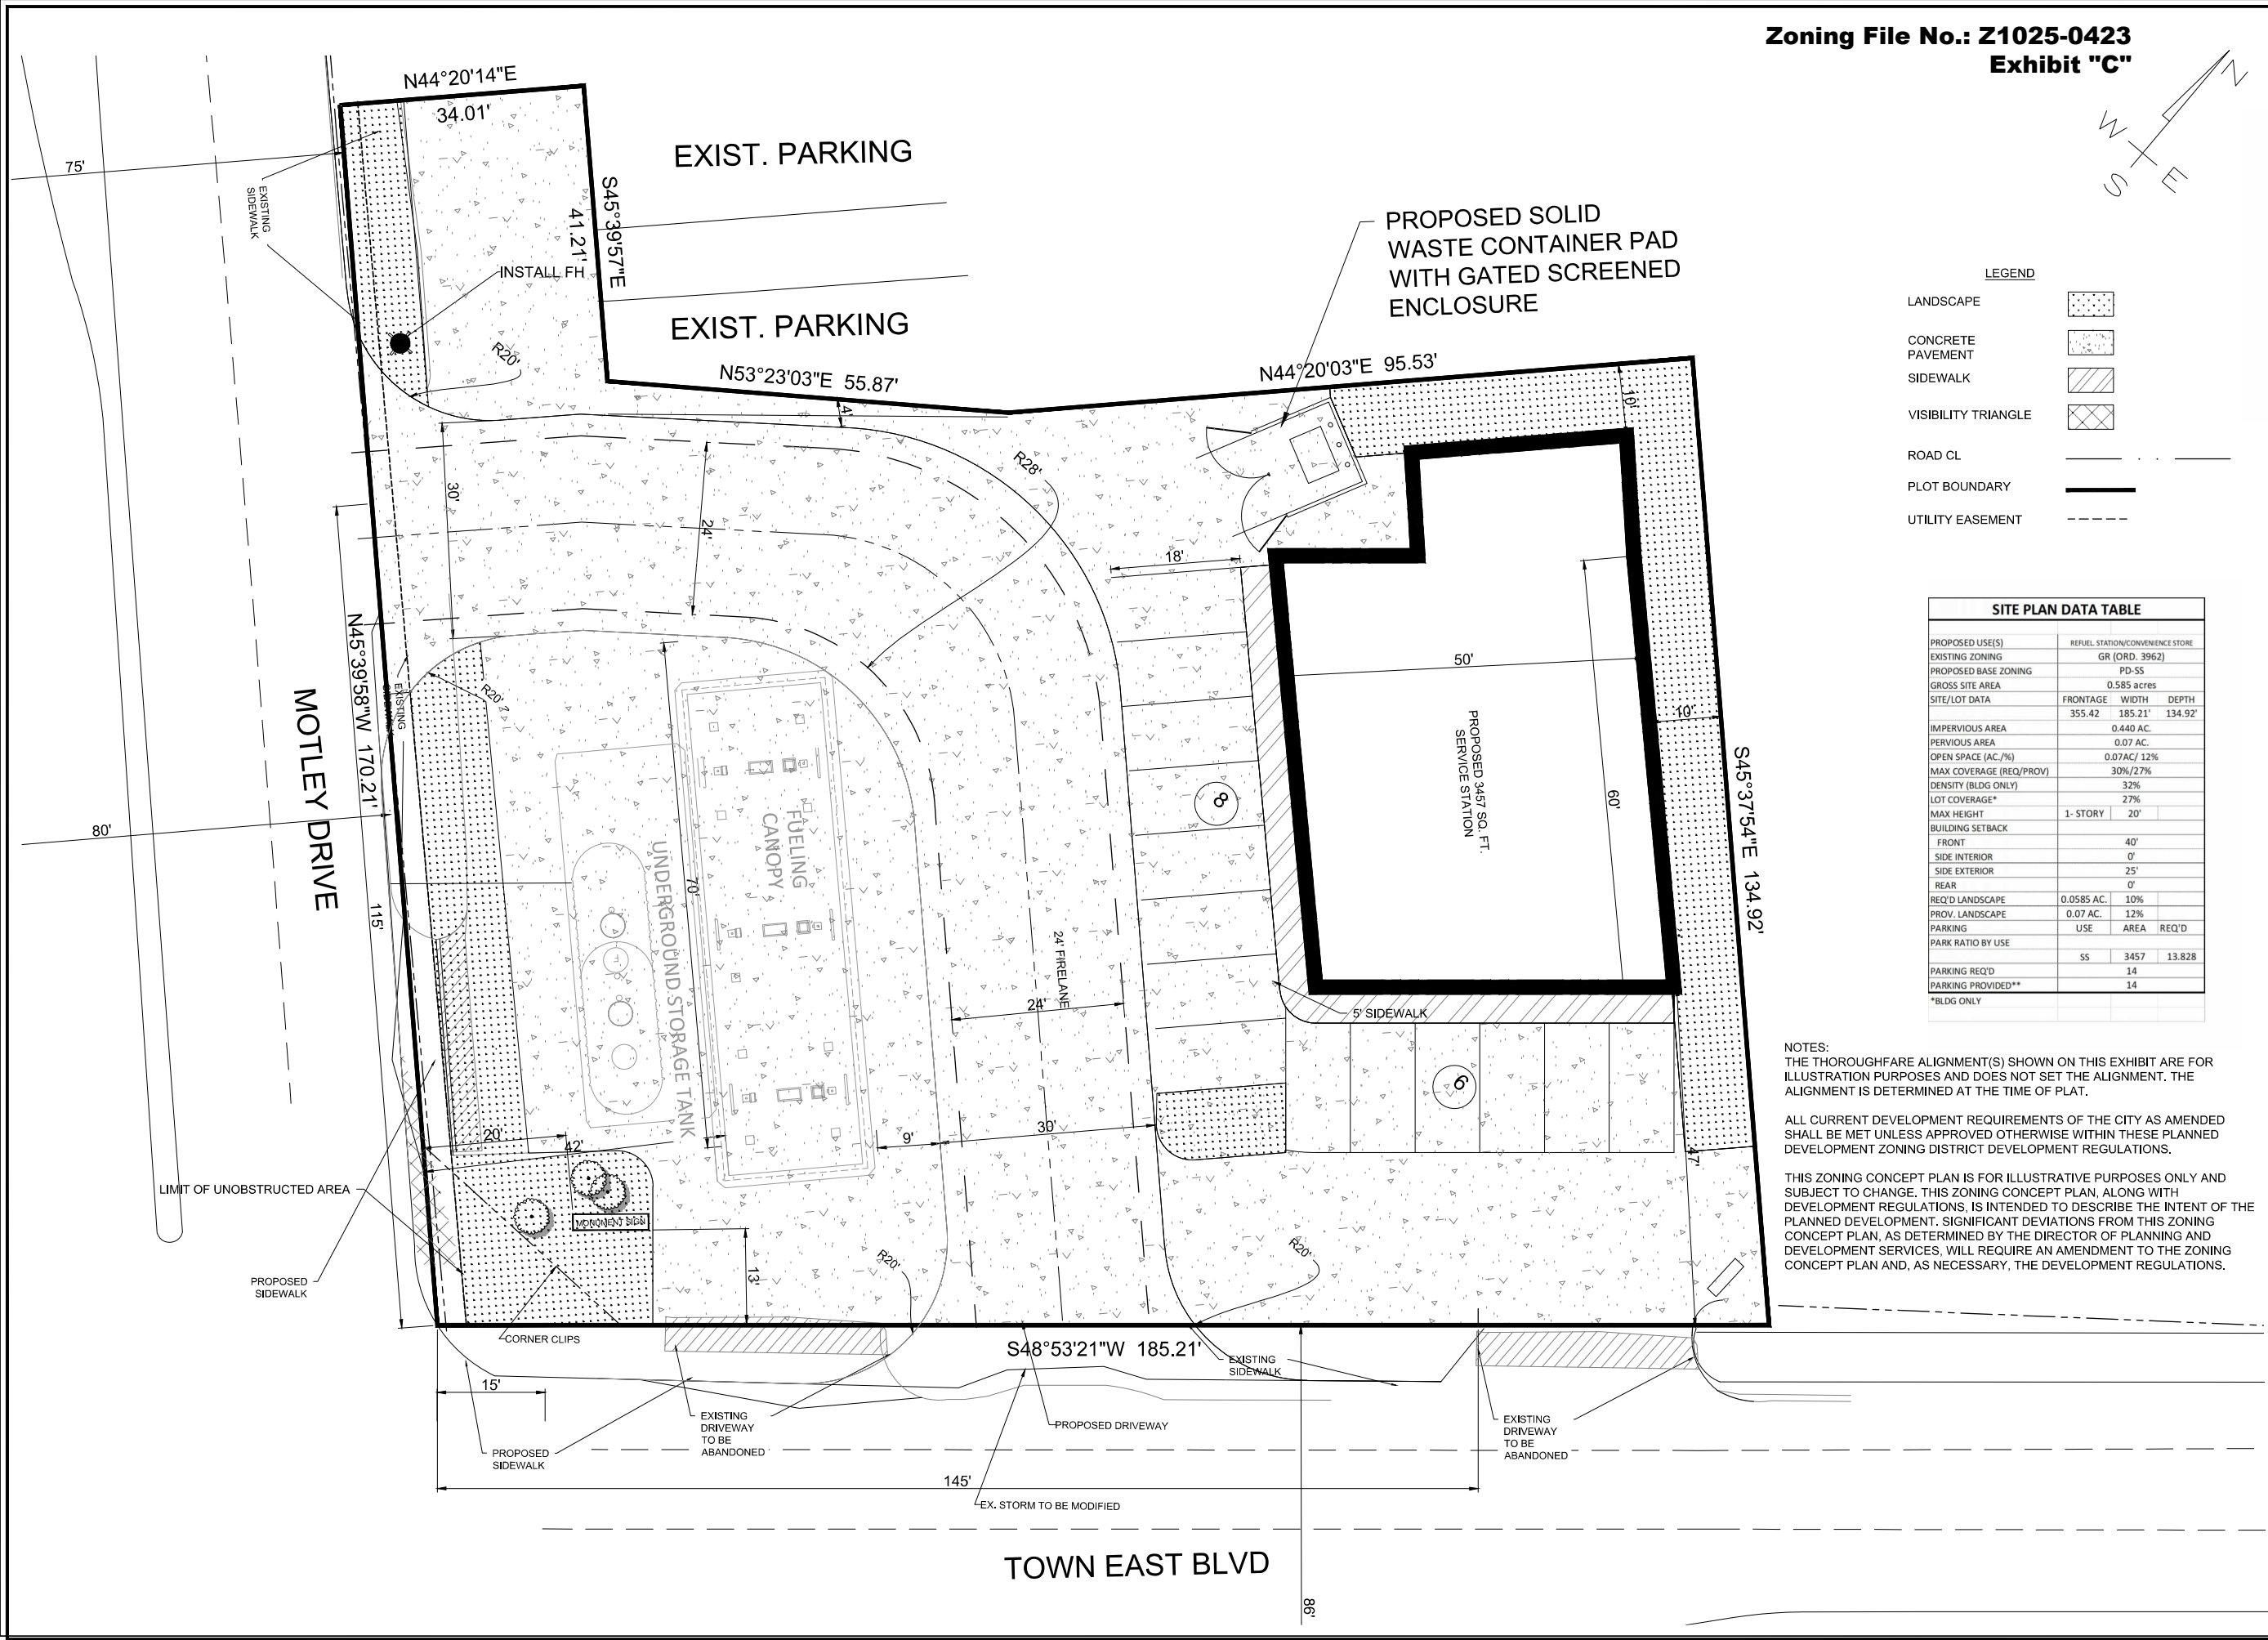 Zoning File No.: Z1025-0423
Exhibit "C"
N
W
S
E
N44°20'14"E
34.01'
75'
EXISTING
SIDEWALK
EXIST. PARKING
S45°39'57"E
41.21'
INSTALL FH
EXIST. PARKING
R20'
N53°23'03"E 55.87'
4'
PROPOSED SOLID
WASTE CONTAINER PAD
WITH GATED SCREENED
ENCLOSURE
N44°20'03"E 95.53'
10'
R28'
30'
24'
18'
LEGEND
LANDSCAPE
CONCRETE
PAVEMENT
SIDEWALK
VISIBILITY TRIANGLE
ROAD CL
PLOT BOUNDARY
UTILITY EASEMENT
SITE PLAN DATA TABLE
PROPOSED USE(S) REFUEL STATION/CONVENIENCE STORE
EXISTING ZONING GR (ORD. 3962)
PROPOSED BASE ZONING PD-SS
GROSS SITE AREA 0.585 acres
SITE/LOT DATA FRONTAGE WIDTH DEPTH
355.42 185.21' 134.92'
IMPERVIOUS AREA 0.440 AC.
PERVIOUS AREA 0.07 AC.
OPEN SPACE (AC./%) 0.07AC/ 12%
MAX COVERAGE (REQ/PROV) 30%/27%
DENSITY (BLDG ONLY) 32%
LOT COVERAGE* 27%
MAX HEIGHT 1- STORY 20'
BUILDING SETBACK
FRONT 40'
SIDE INTERIOR 0'
SIDE EXTERIOR 25'
REAR 0'
REQ'D LANDSCAPE 0.0585 AC. 10%
PROV. LANDSCAPE 0.07 AC. 12%
PARKING USE AREA REQ'D
PARK RATIO BY USE
SS 3457 13.828
PARKING REQ'D 14
PARKING PROVIDED** 14
*BLDG ONLY
N45°39'58"W 170.21'
EXISTING
R20'
MOTLEY DRIVE
80'
115'
UNDERGROUND STORAGE TANK
70'
FUELING
CANOPY
24' FIRELANE
24'
8
50'
60'
PROPOSED 3457 SQ. FT.
SERVICE STATION
10'
S45°37'54"E 134.92'
5' SIDEWALK
6
20'
42'
9'
30'
47'
LIMIT OF UNOBSTRUCTED AREA
MONUMENT SIGN
13'
R20'
R20'
PROPOSED
SIDEWALK
CORNER CLIPS
S48°53'21"W 185.21'
EXISTING
SIDEWALK
15'
PROPOSED
SIDEWALK
EXISTING
DRIVEWAY
TO BE
ABANDONED
PROPOSED DRIVEWAY
EXISTING
DRIVEWAY
TO BE
ABANDONED
145'
EX. STORM TO BE MODIFIED
TOWN EAST BLVD
86'
NOTES:
THE THOROUGHFARE ALIGNMENT(S) SHOWN ON THIS EXHIBIT ARE FOR
ILLUSTRATION PURPOSES AND DOES NOT SET THE ALIGNMENT. THE
ALIGNMENT IS DETERMINED AT THE TIME OF PLAT.
ALL CURRENT DEVELOPMENT REQUIREMENTS OF THE CITY AS AMENDED
SHALL BE MET UNLESS APPROVED OTHERWISE WITHIN THESE PLANNED
DEVELOPMENT ZONING DISTRICT DEVELOPMENT REGULATIONS.
THIS ZONING CONCEPT PLAN IS FOR ILLUSTRATIVE PURPOSES ONLY AND
SUBJECT TO CHANGE. THIS ZONING CONCEPT PLAN, ALONG WITH
DEVELOPMENT REGULATIONS, IS INTENDED TO DESCRIBE THE INTENT OF THE
PLANNED DEVELOPMENT. SIGNIFICANT DEVIATIONS FROM THIS ZONING
CONCEPT PLAN, AS DETERMINED BY THE DIRECTOR OF PLANNING AND
DEVELOPMENT SERVICES, WILL REQUIRE AN AMENDMENT TO THE ZONING
CONCEPT PLAN AND, AS NECESSARY, THE DEVELOPMENT REGULATIONS.